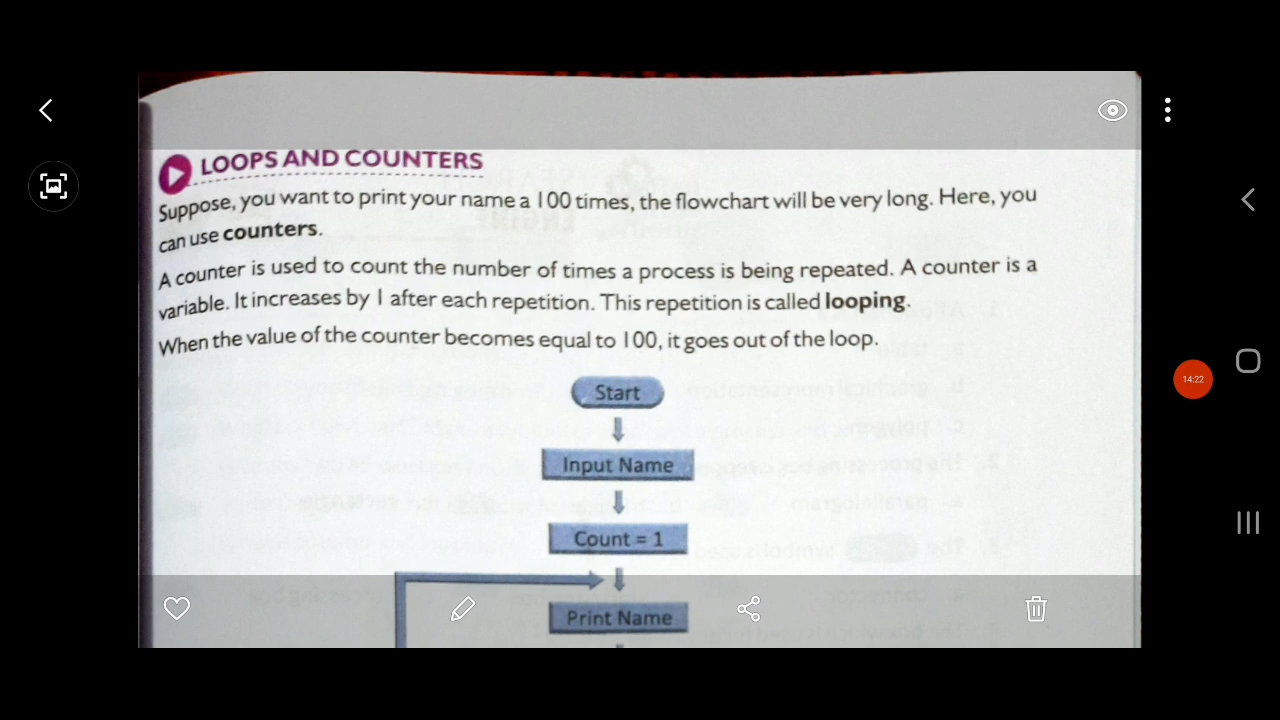 LOOPS AND COUNTERS
Suppose, you want to print your name a 100 times, the flowchart will be very long. Here, you
can use counters.
A counter is used to count the number of times a process is being repeated. A counter is a
variable. It increases by 1 after each repetition. This repetition is called looping.
When the value of the counter becomes equal to 100, it goes out of the loop.
Start
Input Name
14:22
Count = 1
Print Name